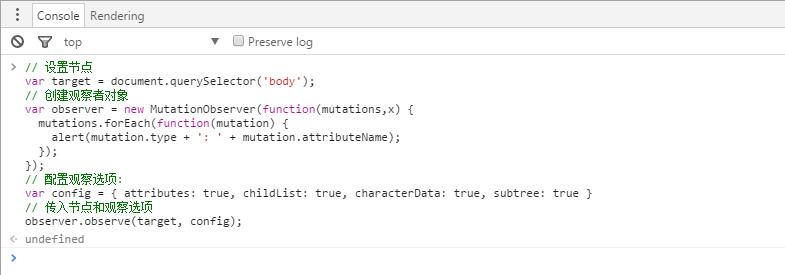 Console Rendering
top Preserve log
// 设置节点
var target = document.querySelector('body');
// 创建观察者对象
var observer = new MutationObserver(function(mutations,x) {
mutations.forEach(function(mutation) {
alert(mutation.type + ': ' + mutation.attributeName);
});
});
// 配置观察选项:
var config = { attributes: true, childList: true, characterData: true, subtree: true }
// 传入节点和观察选项
observer.observe(target, config);
undefined